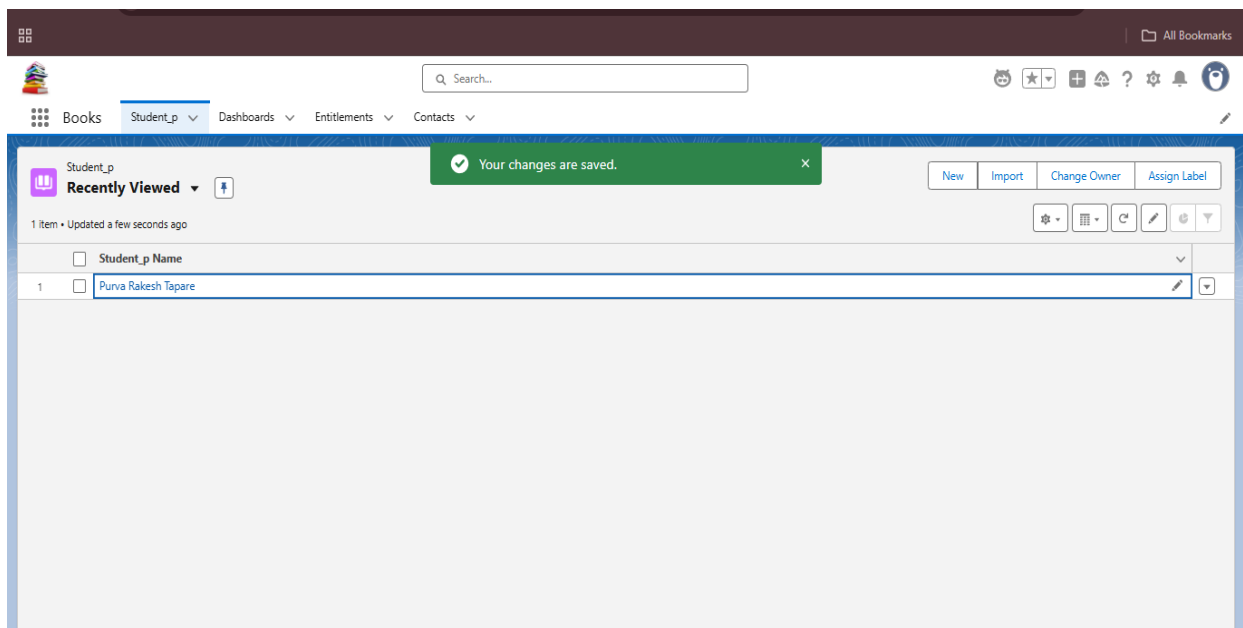 All Bookmarks
Search...
Books Student_p Dashboards Entitlements Contacts
Your changes are saved.
Student_p
Recently Viewed
New Import Change Owner Assign Label
1 item • Updated a few seconds ago
Student_p Name
1 Purva Rakesh Tapare